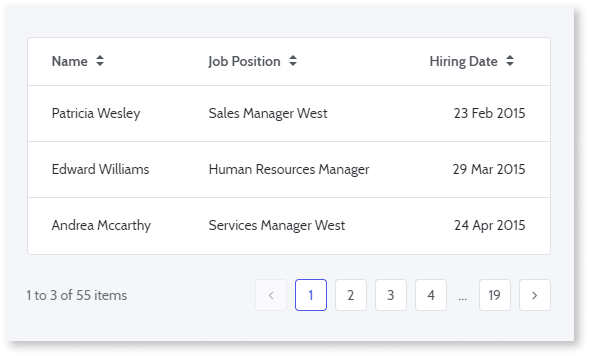 Name Job Position Hiring Date
Patricia Wesley Sales Manager West 23 Feb 2015
Edward Williams Human Resources Manager 29 Mar 2015
Andrea Mccarthy Services Manager West 24 Apr 2015
1 to 3 of 55 items < 1 2 3 4 ... 19 >